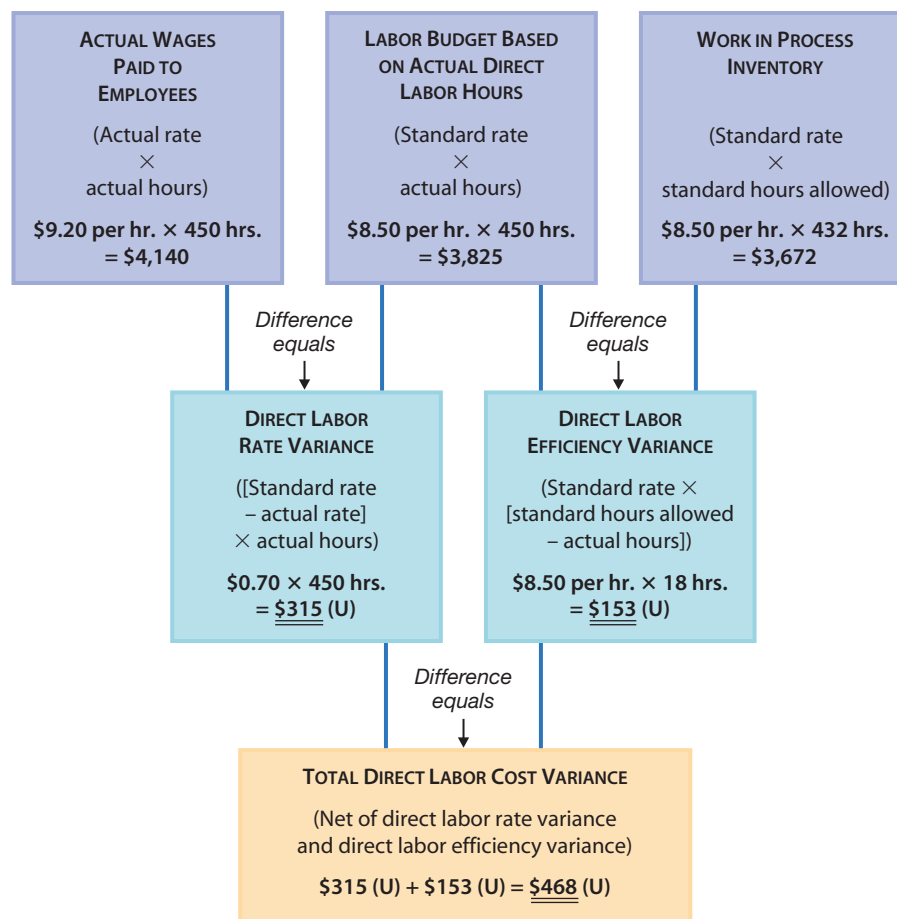 ACTUAL WAGES
PAID TO
EMPLOYEES
(Actual rate
×
actual hours)
$9.20 per hr. × 450 hrs.
= $4,140
LABOR BUDGET BASED
ON ACTUAL DIRECT
LABOR HOURS
(Standard rate
×
actual hours)
$8.50 per hr. × 450 hrs.
= $3,825
WORK IN PROCESS
INVENTORY
(Standard rate
×
standard hours allowed)
$8.50 per hr. × 432 hrs.
= $3,672
Difference
equals
Difference
equals
DIRECT LABOR
RATE VARIANCE
([Standard rate
– actual rate]
× actual hours)
$0.70 × 450 hrs.
= $315 (U)
DIRECT LABOR
EFFICIENCY VARIANCE
(Standard rate ×
[standard hours allowed
– actual hours])
$8.50 per hr. × 18 hrs.
= $153 (U)
Difference
equals
TOTAL DIRECT LABOR COST VARIANCE
(Net of direct labor rate variance
and direct labor efficiency variance)
$315 (U) + $153 (U) = $468 (U)